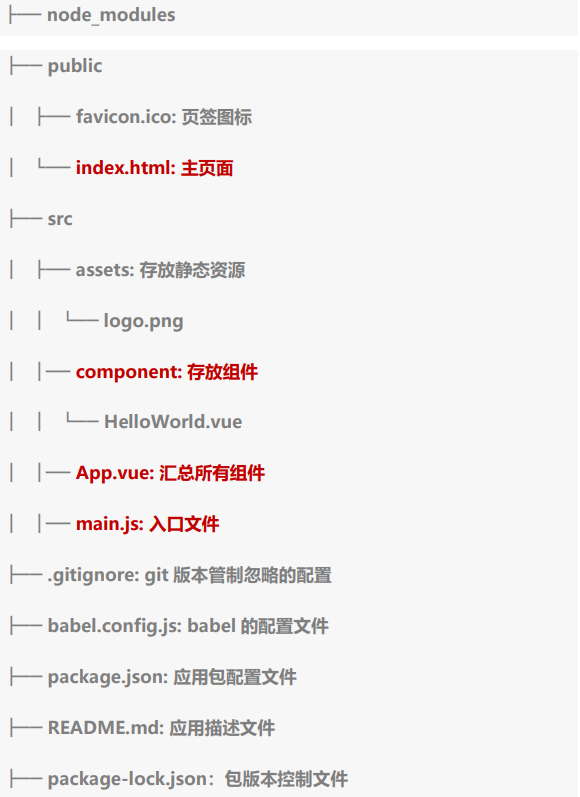 ├── node_modules
├── public
│   ├── favicon.ico: 页签图标
│   └── index.html: 主页面
├── src
│   ├── assets: 存放静态资源
│   │   └── logo.png
│   │── component: 存放组件
│   │   └── HelloWorld.vue
│   │── App.vue: 汇总所有组件
│   │── main.js: 入口文件
├── .gitignore: git 版本管制忽略的配置
├── babel.config.js: babel 的配置文件
├── package.json: 应用包配置文件
├── README.md: 应用描述文件
├── package-lock.json：包版本控制文件